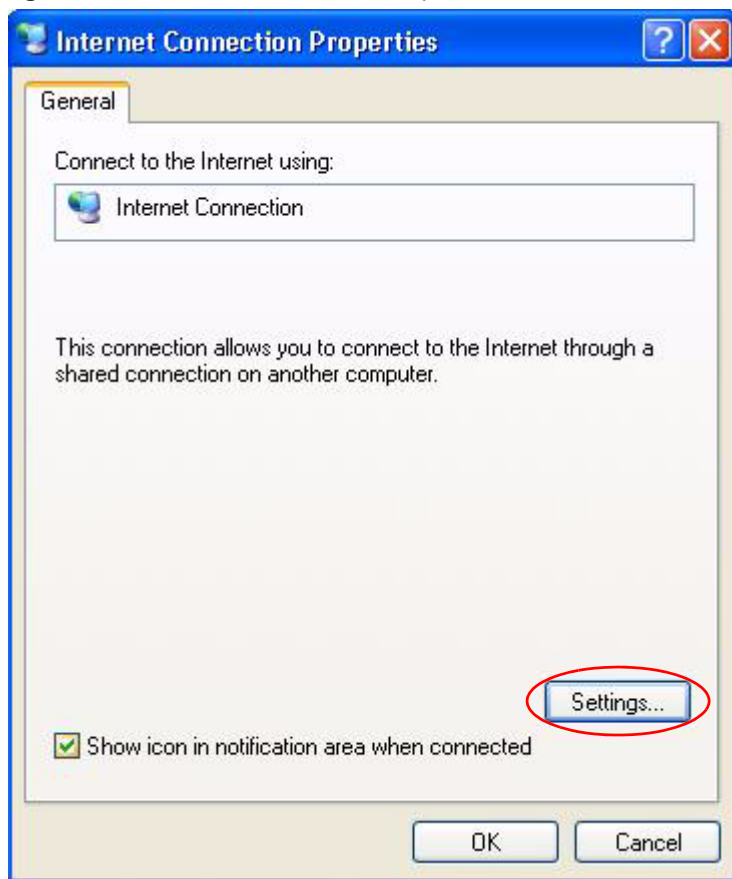 Internet Connection Properties
General
Connect to the Internet using:
Internet Connection
This connection allows you to connect to the Internet through a
shared connection on another computer.
Settings...
Show icon in notification area when connected
OK
Cancel